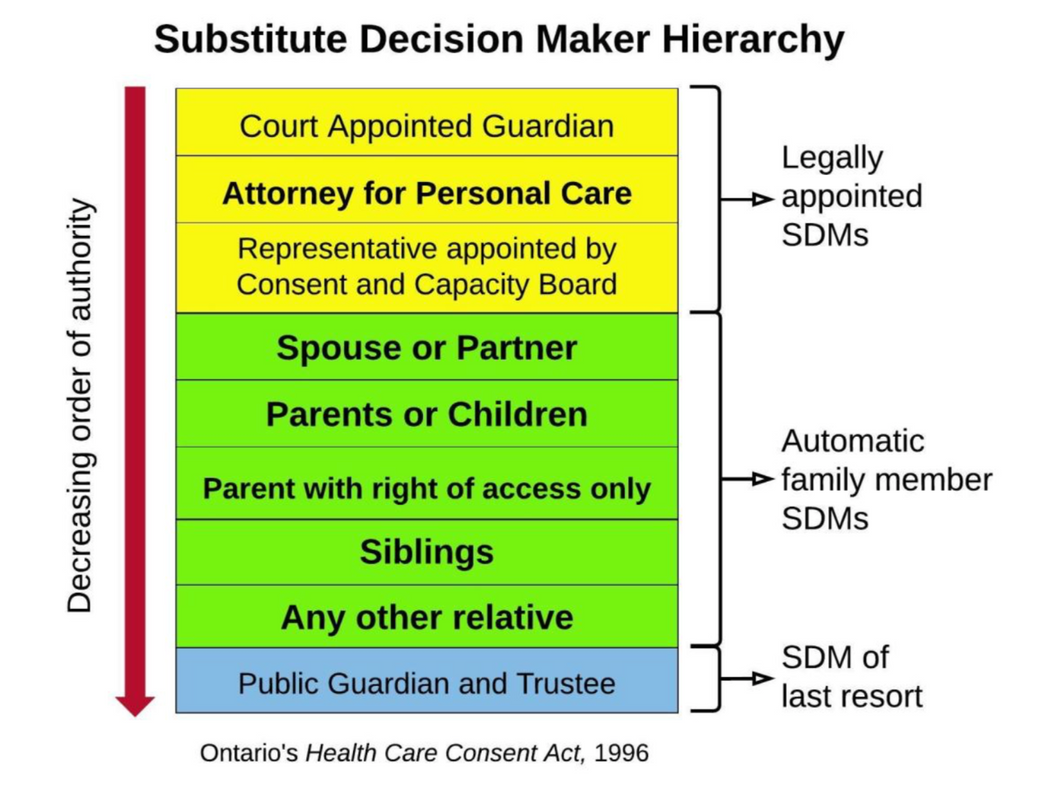 Substitute Decision Maker Hierarchy
Decreasing order of authority
Court Appointed Guardian
Attorney for Personal Care
Representative appointed by
Consent and Capacity Board
Legally
appointed
SDMs
Spouse or Partner
Parents or Children
Parent with right of access only
Siblings
Any other relative
Automatic
family member
SDMs
Public Guardian and Trustee
SDM of
last resort
Ontario's Health Care Consent Act, 1996